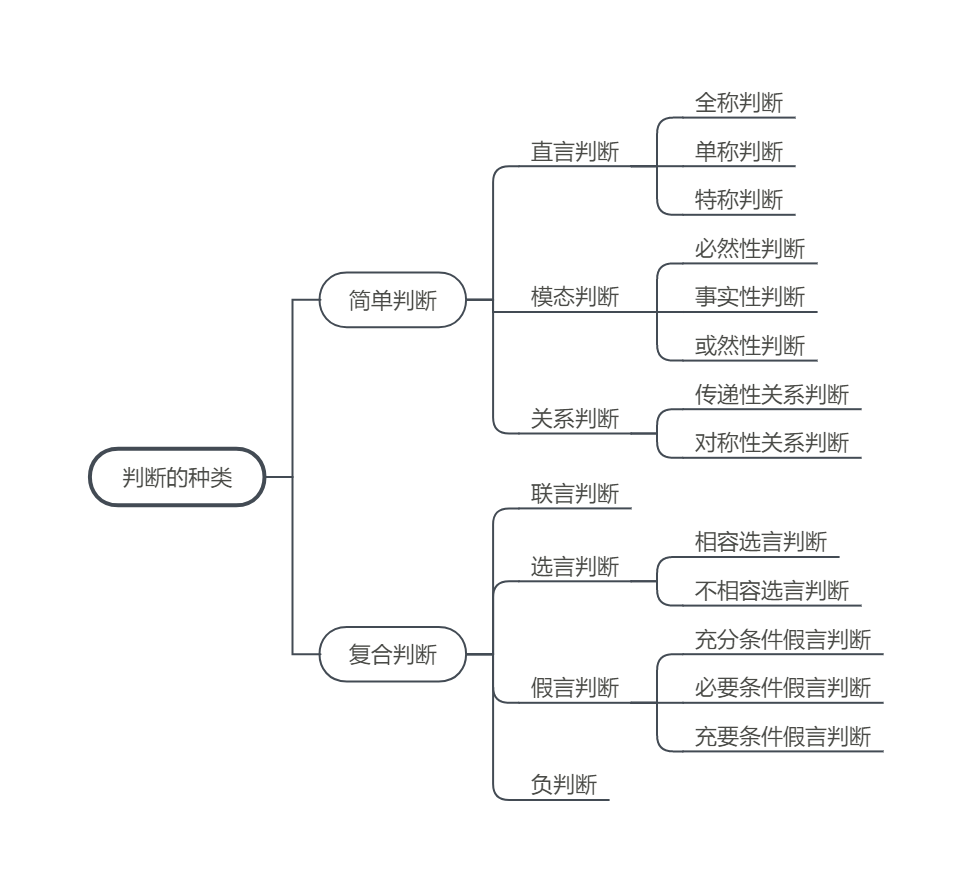 判断的种类
简单判断
直言判断
全称判断
单称判断
特称判断
模态判断
必然性判断
事实性判断
或然性判断
关系判断
传递性关系判断
对称性关系判断
复合判断
联言判断
选言判断
相容选言判断
不相容选言判断
假言判断
充分条件假言判断
必要条件假言判断
充要条件假言判断
负判断